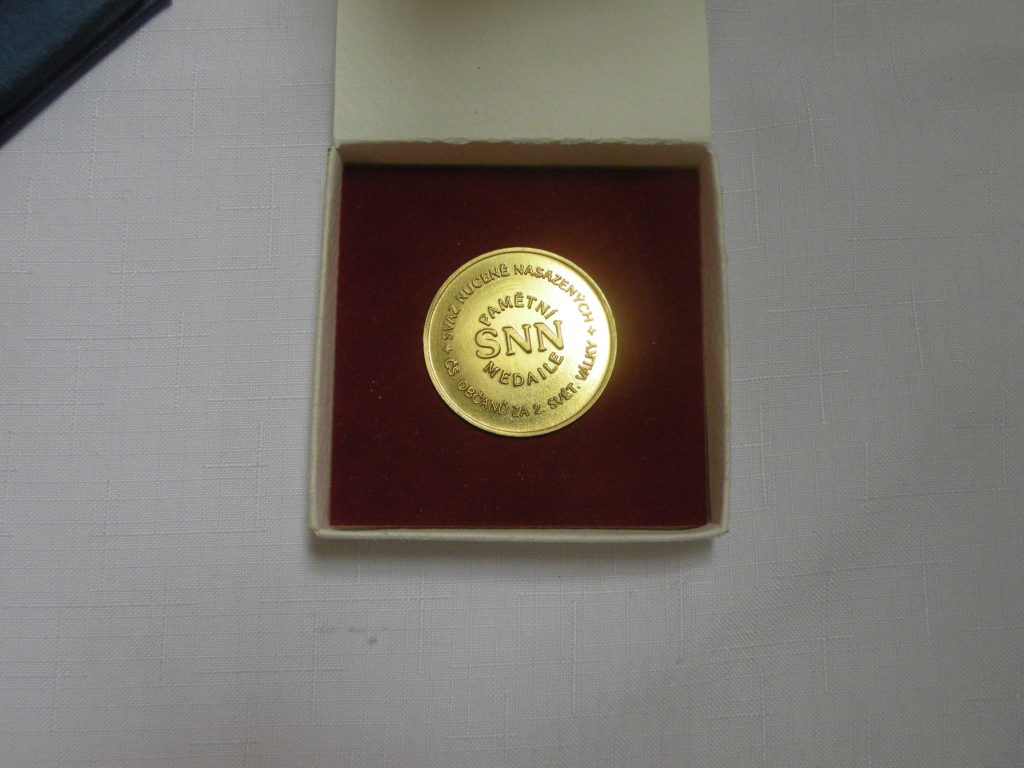 SVAZ NUCENĚ NASAZENÝCH
PAMĚTNÍ
SNN
MEDAILE
ČS. OBČANŮ ZA 2. SVĚT. VÁLKY